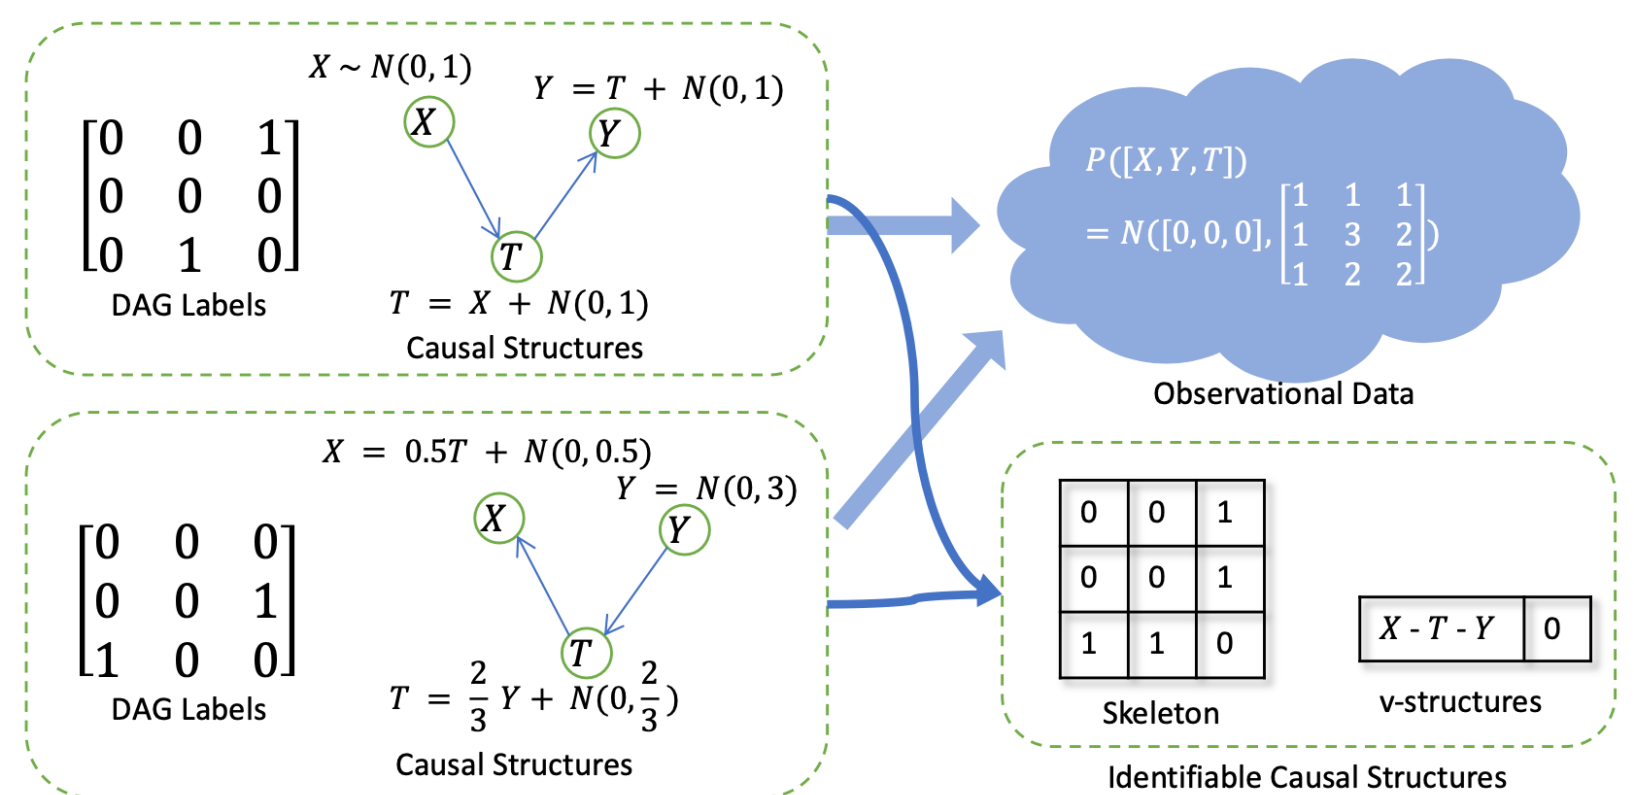 X ~ N(0, 1)
Y = T + N(0, 1)
X
Y
T
T = X + N(0, 1)
[0 0 1]
[0 0 0]
[0 1 0]
DAG Labels
Causal Structures
P([X, Y, T])
= N([0, 0, 0], [1 1 1
1 3 2
1 2 2])
Observational Data
X = 0.5T + N(0, 0.5)
Y = N(0, 3)
X
Y
T
T = 2/3 Y + N(0, 2/3)
[0 0 0]
[0 0 1]
[1 0 0]
DAG Labels
Causal Structures
0 0 1
0 0 1
1 1 0
Skeleton
X - T - Y 0
v-structures
Identifiable Causal Structures